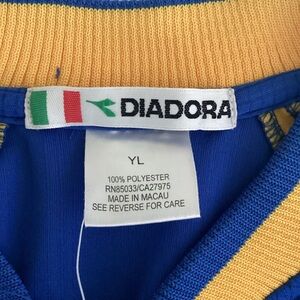 DIADORA
YL
100% POLYESTER
RN85033/CA27975
MADE IN MACAU
SEE REVERSE FOR CARE